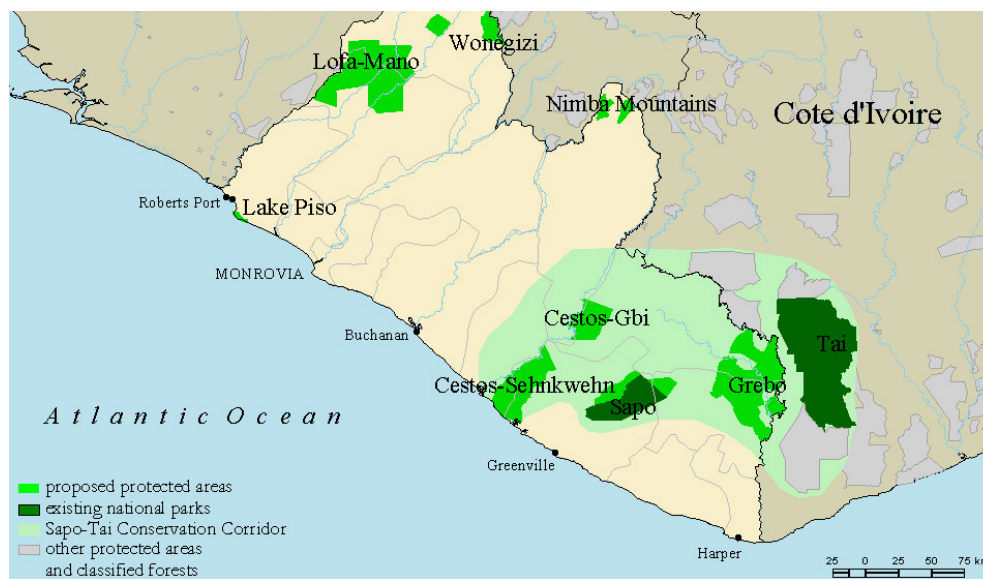 Wonegizi
Lofa-Mano
Nimba Mountains
Cote d'Ivoire
Roberts Port
Lake Piso
MONROVIA
Cestos-Gbi
Buchanan
Tai
Cestos-Sehnkwehn
Grebo
Sapo
Atlantic Ocean
Greenville
proposed protected areas
existing national parks
Sapo-Tai Conservation Corridor
other protected areas
and classified forests
Harper
25 0 25 50 75 km